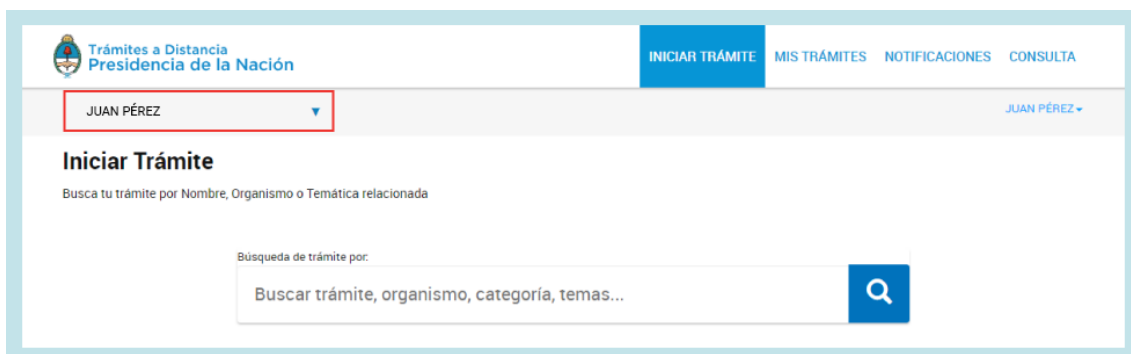 Trámites a Distancia
Presidencia de la Nación
INICIAR TRÁMITE MIS TRÁMITES NOTIFICACIONES CONSULTA
JUAN PÉREZ
JUAN PÉREZ
Iniciar Trámite
Busca tu trámite por Nombre, Organismo o Temática relacionada
Búsqueda de trámite por:
Buscar trámite, organismo, categoría, temas...